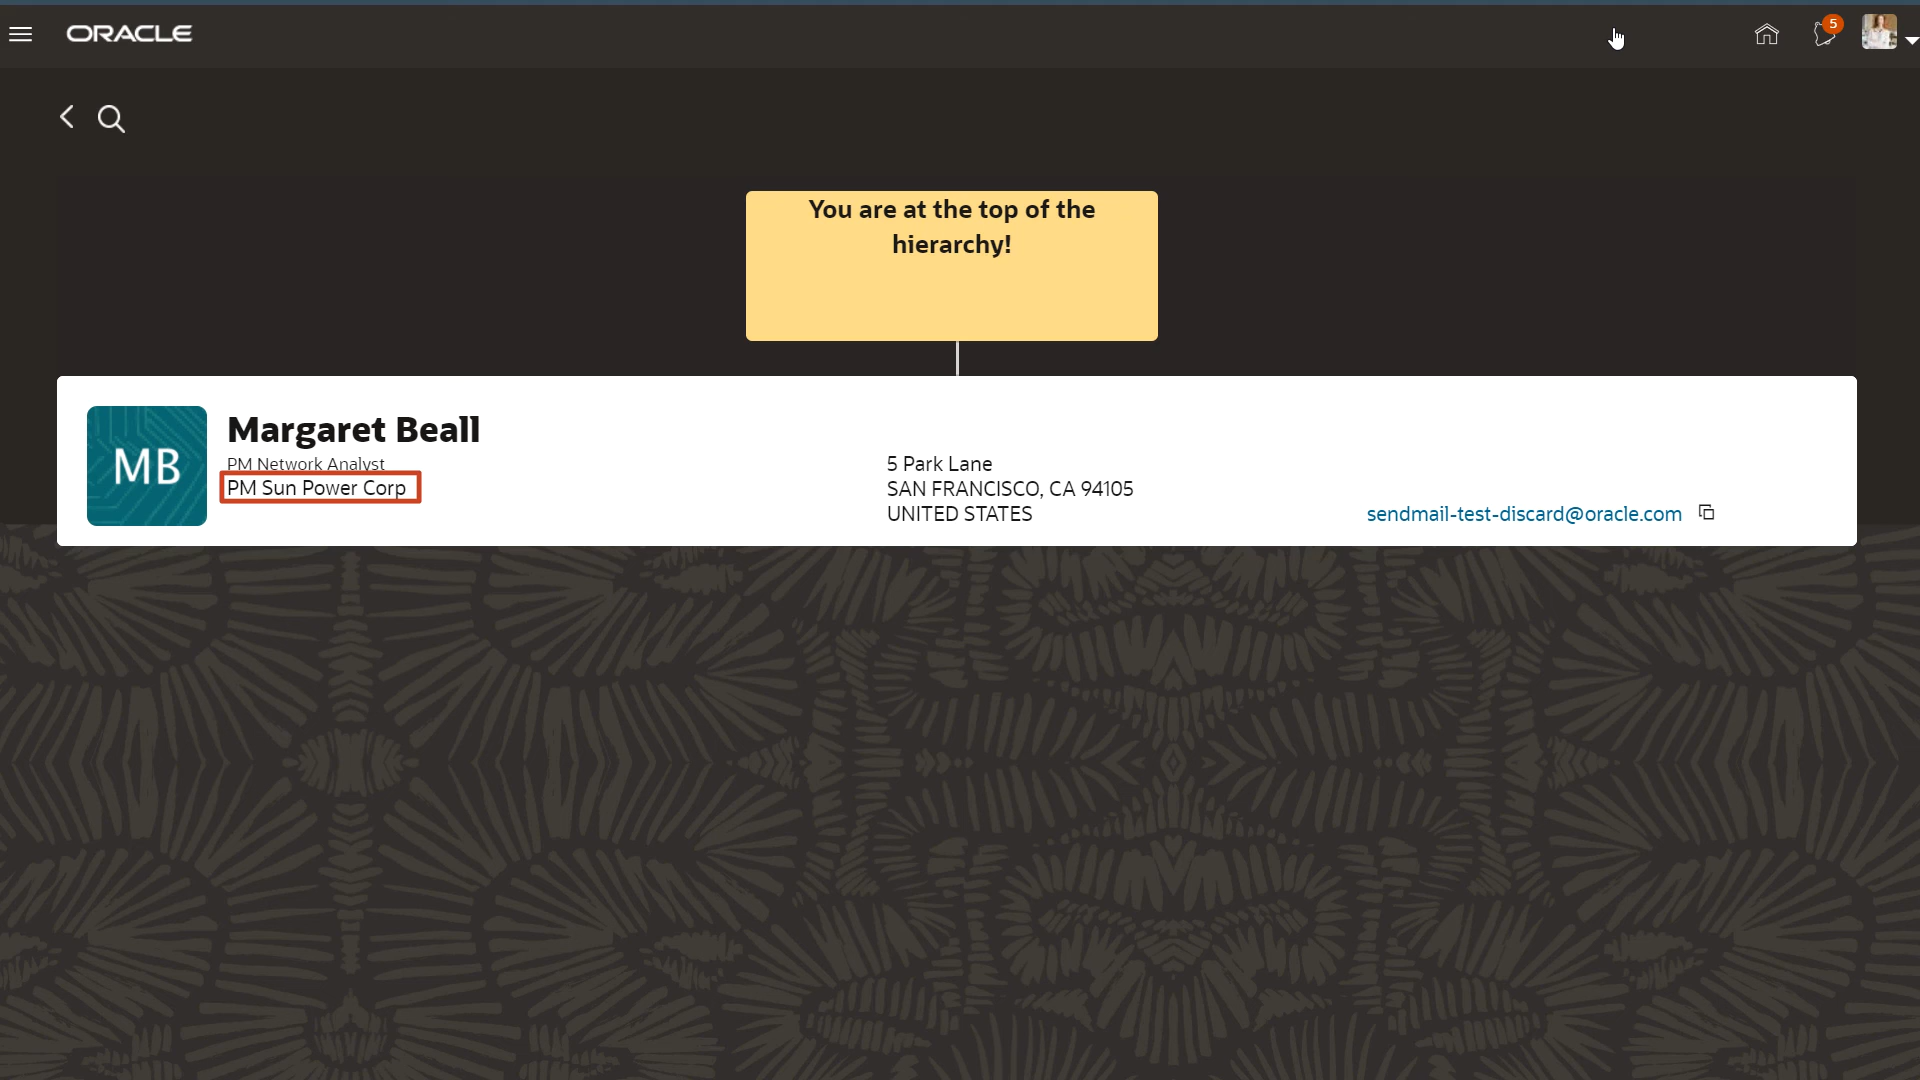 ORACLE
5
You are at the top of the
hierarchy!
MB
Margaret Beall
PM Network Analyst
PM Sun Power Corp
5 Park Lane
SAN FRANCISCO, CA 94105
UNITED STATES
sendmail-test-discard@oracle.com